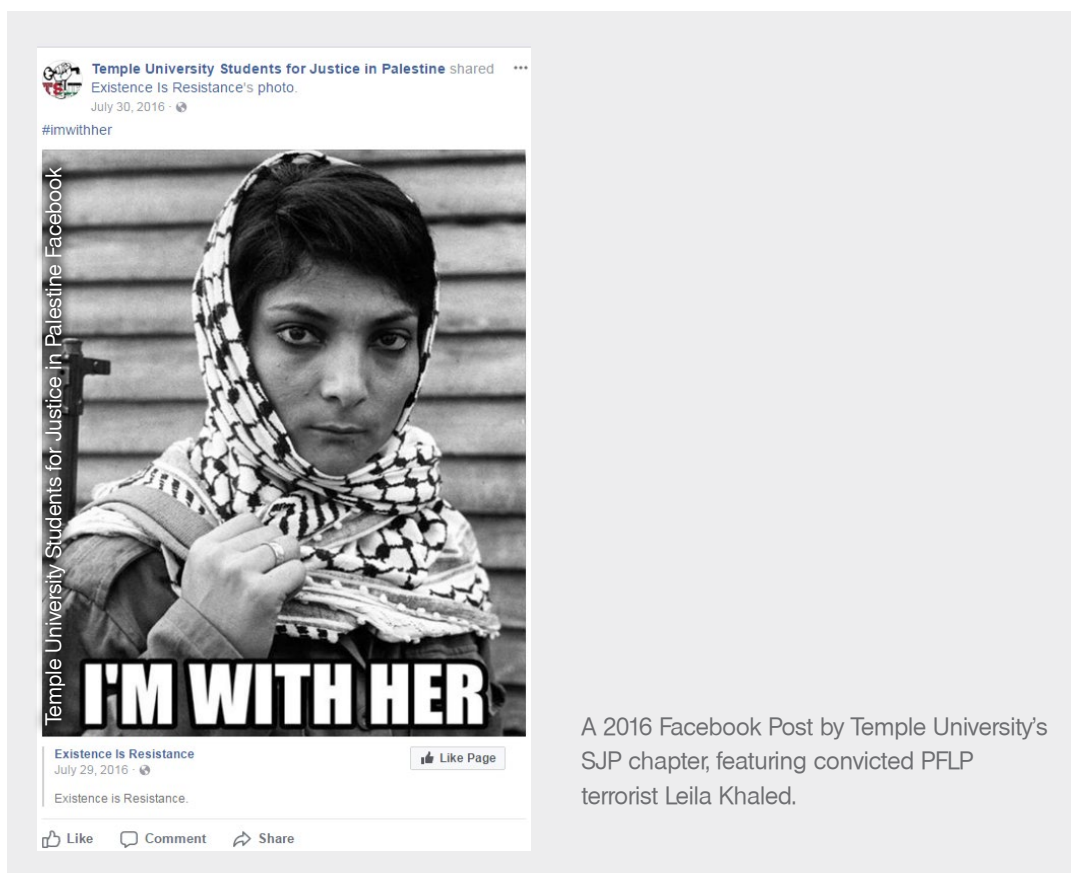 Temple University Students for Justice in Palestine shared
Existence Is Resistance's photo.
July 30, 2016 ·
#imwithher
Temple University Students for Justice in Palestine Facebook
I'M WITH HER
Existence Is Resistance
July 29, 2016 ·
Like Page
Existence is Resistance.
Like Comment Share
A 2016 Facebook Post by Temple University's
SJP chapter, featuring convicted PFLP
terrorist Leila Khaled.